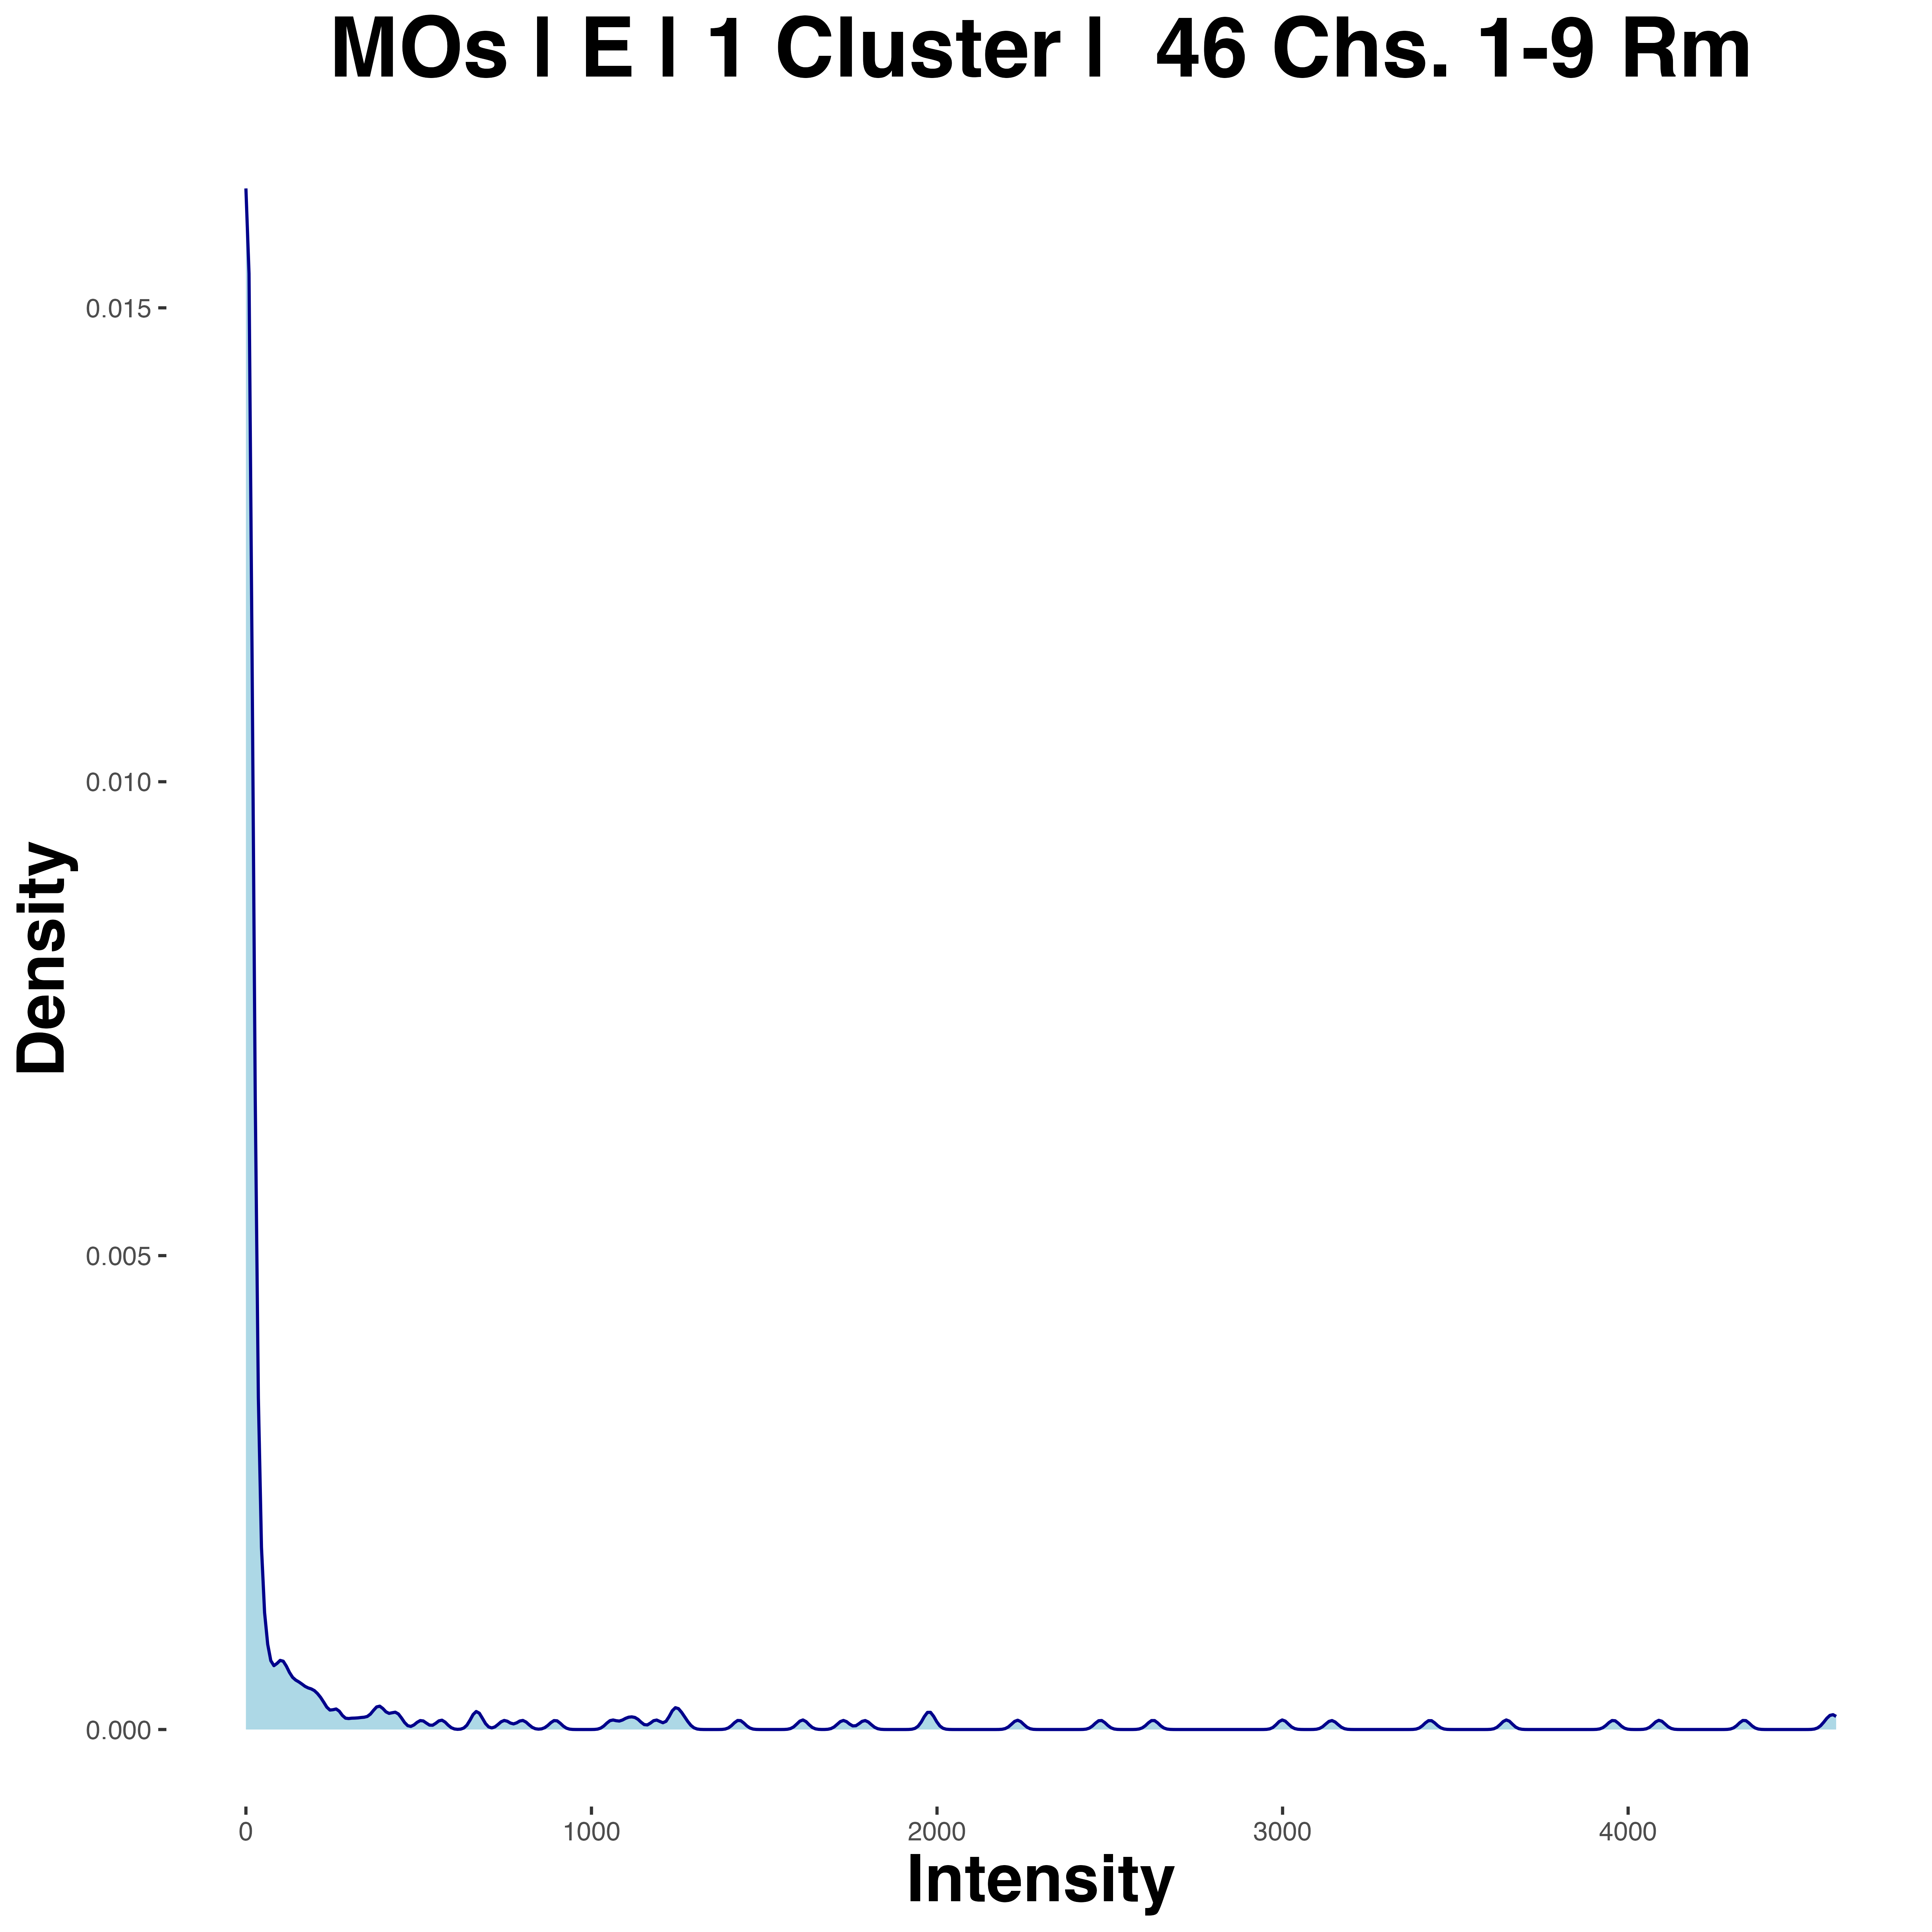 MOs | E | 1 Cluster |  46 Chs. 1-9 Rm
0.015
0.010
0.005
0.000
Density
0 1000 2000 3000 4000
Intensity